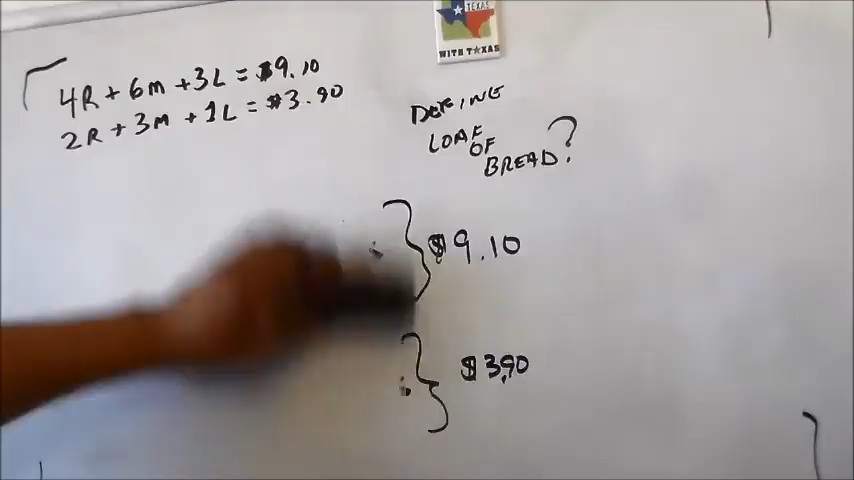 TEXAS
WITH TEXAS
4R + 6M + 3L = $9.10
2R + 3M + 1L = $3.90
DEFINE
LOAF
OF
BREAD?
$9.10
$3.90